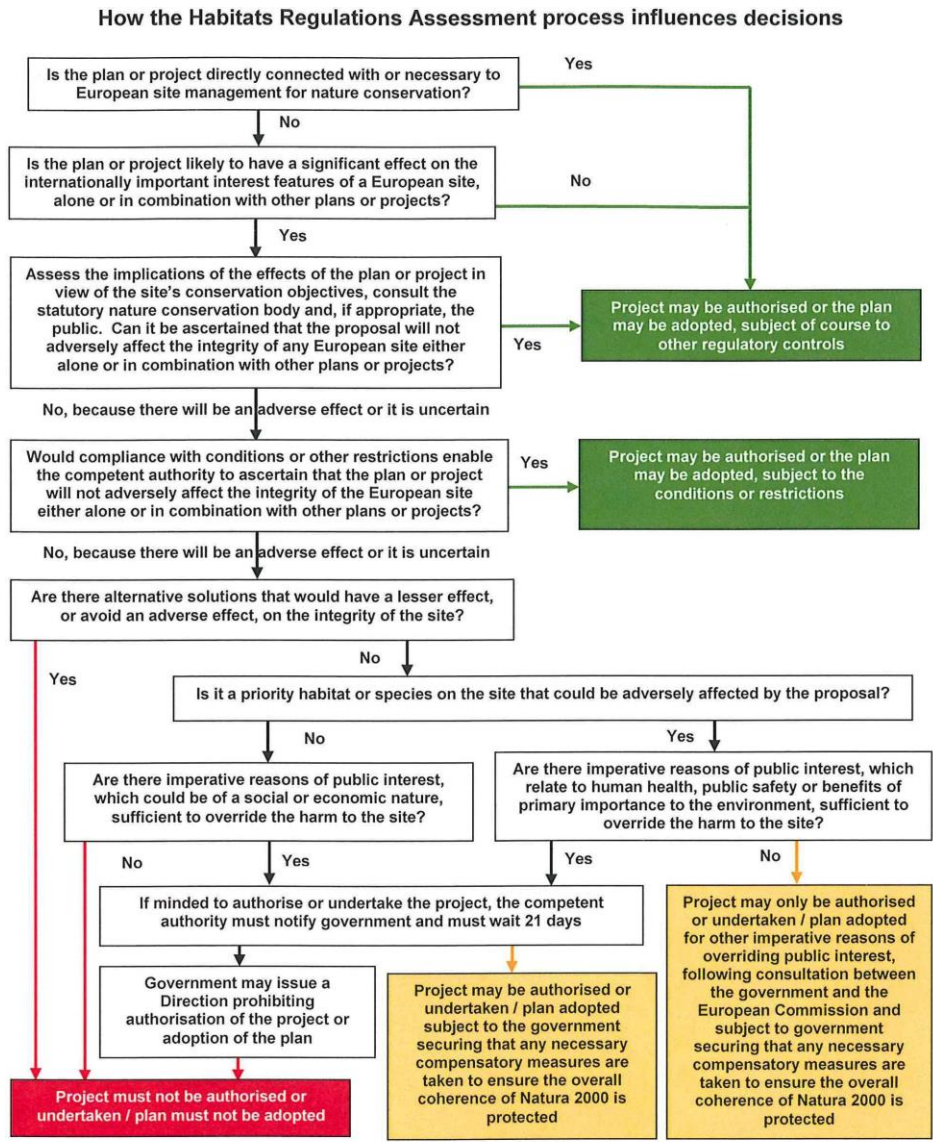 How the Habitats Regulations Assessment process influences decisions
Is the plan or project directly connected with or necessary to
European site management for nature conservation?
Yes
No
Is the plan or project likely to have a significant effect on the
internationally important interest features of a European site,
alone or in combination with other plans or projects?
No
Yes
Assess the implications of the effects of the plan or project in
view of the site's conservation objectives, consult the
statutory nature conservation body and, if appropriate, the
public. Can it be ascertained that the proposal will not
adversely affect the integrity of any European site either
alone or in combination with other plans or projects?
Yes
Project may be authorised or the plan
may be adopted, subject of course to
other regulatory controls
No, because there will be an adverse effect or it is uncertain
Would compliance with conditions or other restrictions enable
the competent authority to ascertain that the plan or project
will not adversely affect the integrity of the European site
either alone or in combination with other plans or projects?
Yes
Project may be authorised or the plan
may be adopted, subject to the
conditions or restrictions
No, because there will be an adverse effect or it is uncertain
Are there alternative solutions that would have a lesser effect,
or avoid an adverse effect, on the integrity of the site?
Yes
No
Is it a priority habitat or species on the site that could be adversely affected by the proposal?
No
Yes
Are there imperative reasons of public interest,
which could be of a social or economic nature,
sufficient to override the harm to the site?
Are there imperative reasons of public interest, which
relate to human health, public safety or benefits of
primary importance to the environment, sufficient to
override the harm to the site?
No
Yes
Yes
No
If minded to authorise or undertake the project, the competent
authority must notify government and must wait 21 days
Government may issue a
Direction prohibiting
authorisation of the project or
adoption of the plan
Project must not be authorised or
undertaken / plan must not be adopted
Project may be authorised or
undertaken / plan adopted
subject to the government
securing that any necessary
compensatory measures are
taken to ensure the overall
coherence of Natura 2000 is
protected
Project may only be authorised
or undertaken / plan adopted
for other imperative reasons of
overriding public interest,
following consultation between
the government and the
European Commission and
subject to government
securing that any necessary
compensatory measures are
taken to ensure the overall
coherence of Natura 2000 is
protected